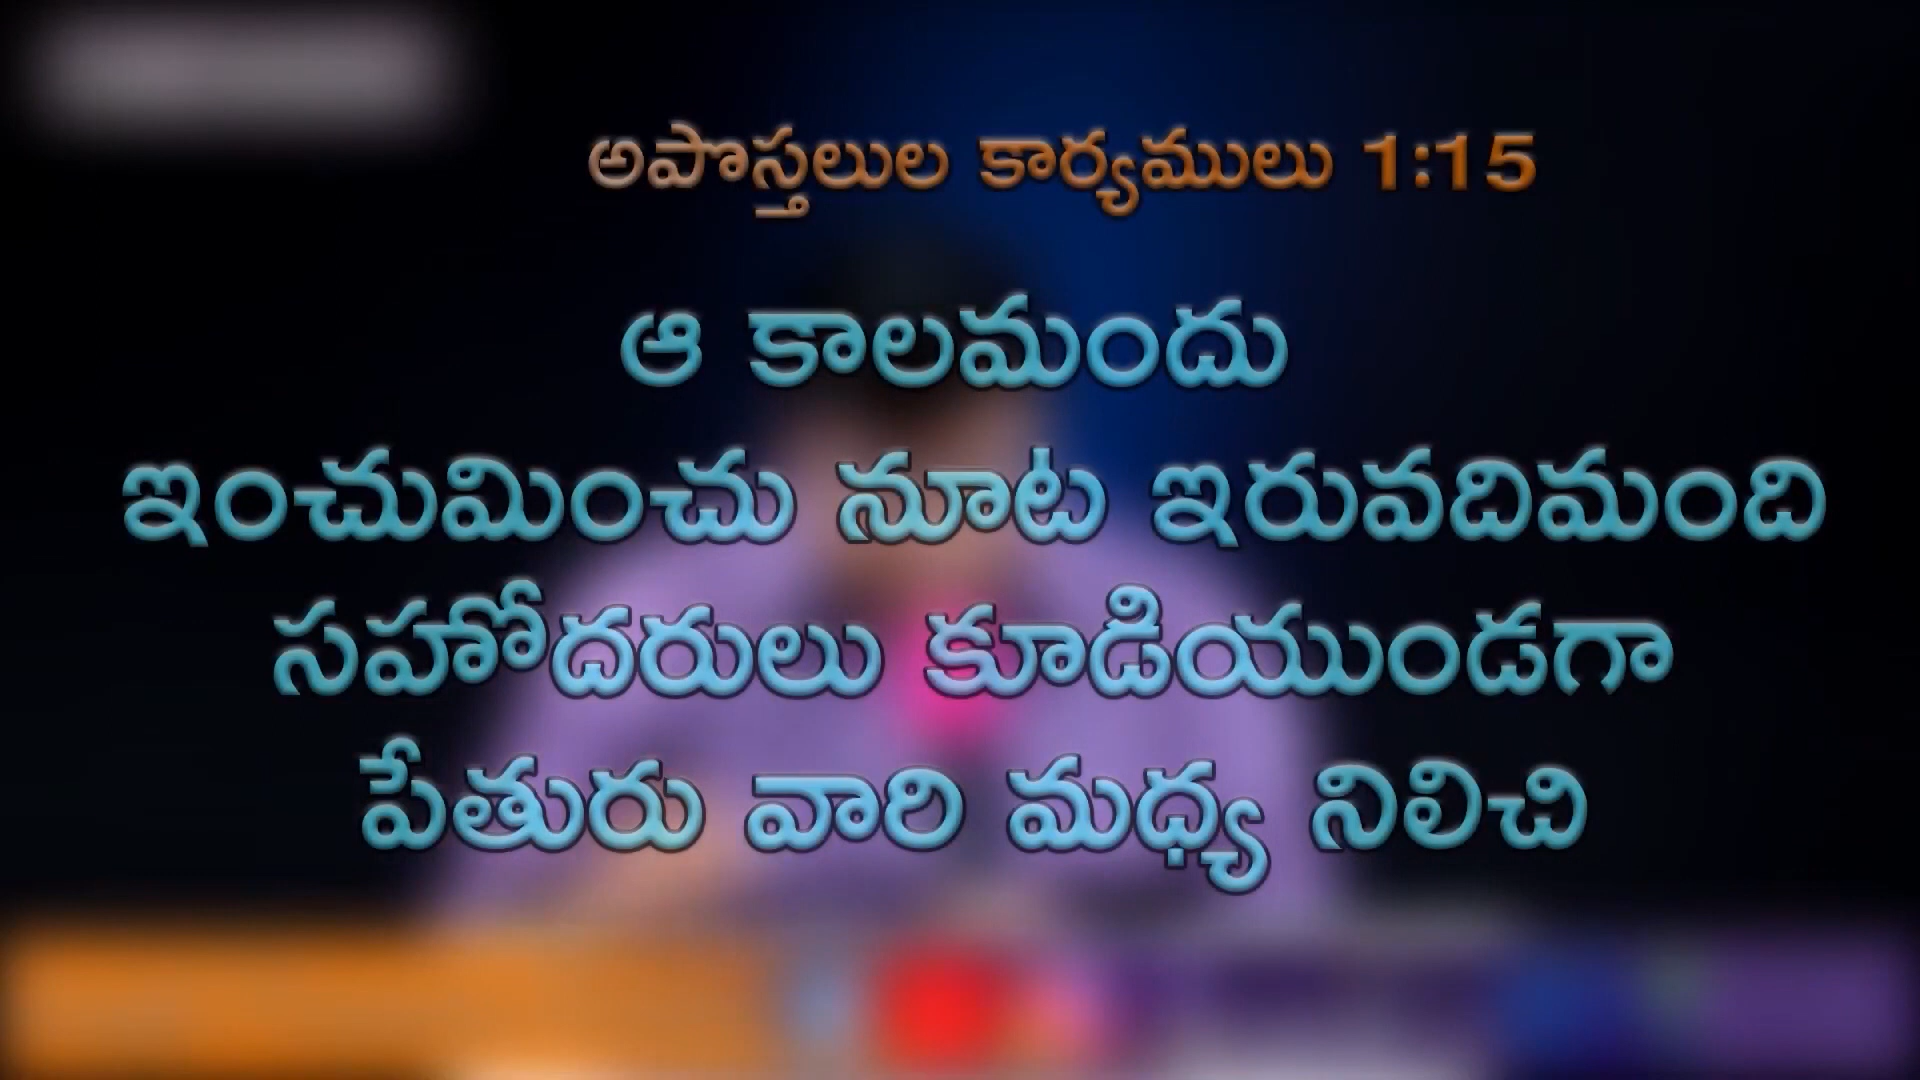 అపొస్తలుల కార్యములు 1:15
ఆ కాలమందు
ఇంచుమించు నూట ఇరువదిమంది
సహోదరులు కూడియుండగా
పేతురు వారి మధ్య నిలిచి